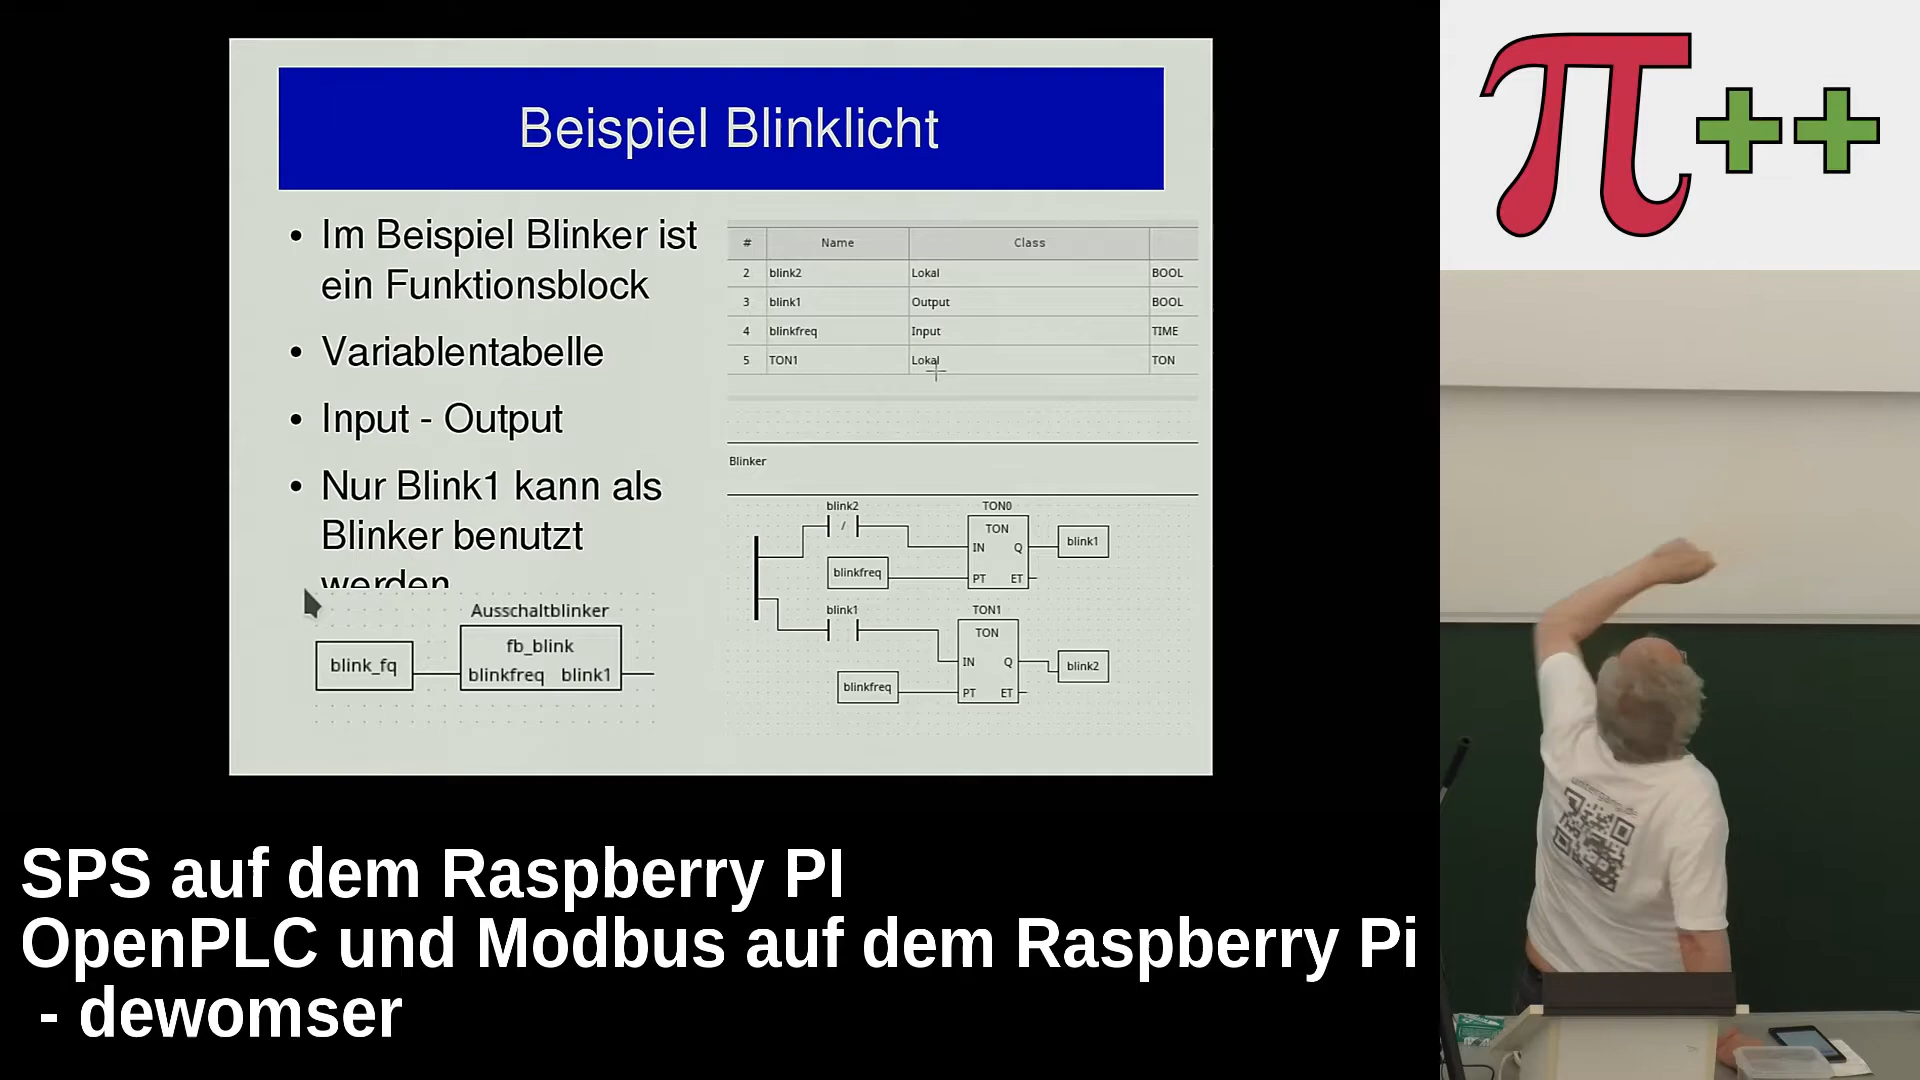 Beispiel Blinklicht
• Im Beispiel Blinker ist
ein Funktionsblock
• Variablentabelle
• Input - Output
• Nur Blink1 kann als
Blinker benutzt
werden
# Name Class
2 blink2 Lokal BOOL
3 blink1 Output BOOL
4 blinkfreq Input TIME
5 TON1 Lokal TON
Blinker
blink2 TON0
/ TON
IN Q blink1
blinkfreq PT ET
blink1 TON1
TON
IN Q blink2
blinkfreq PT ET
Ausschaltblinker
fb_blink
blink_fq blinkfreq blink1
π++
SPS auf dem Raspberry PI
OpenPLC und Modbus auf dem Raspberry Pi
- dewomser